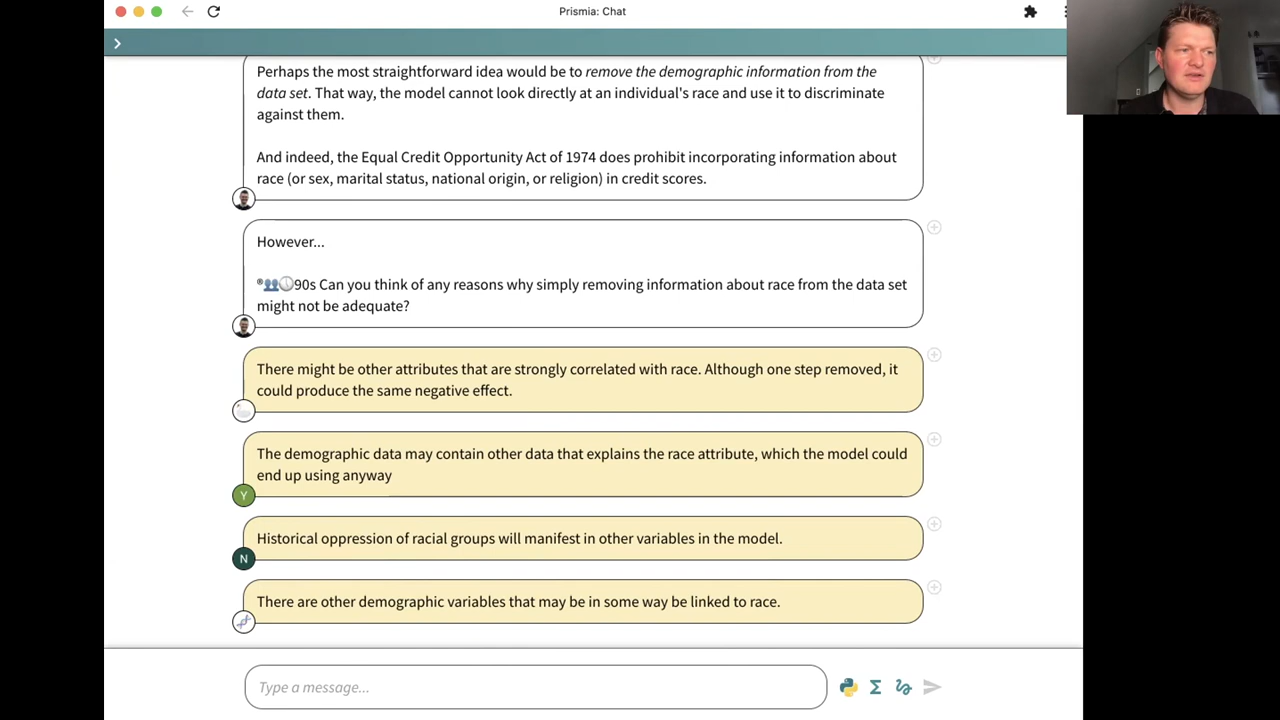 Prismia: Chat
Perhaps the most straightforward idea would be to remove the demographic information from the
data set. That way, the model cannot look directly at an individual's race and use it to discriminate
against them.
And indeed, the Equal Credit Opportunity Act of 1974 does prohibit incorporating information about
race (or sex, marital status, national origin, or religion) in credit scores.
However...
90s Can you think of any reasons why simply removing information about race from the data set
might not be adequate?
There might be other attributes that are strongly correlated with race. Although one step removed, it
could produce the same negative effect.
The demographic data may contain other data that explains the race attribute, which the model could
end up using anyway
Y
Historical oppression of racial groups will manifest in other variables in the model.
N
There are other demographic variables that may be in some way be linked to race.
Type a message...